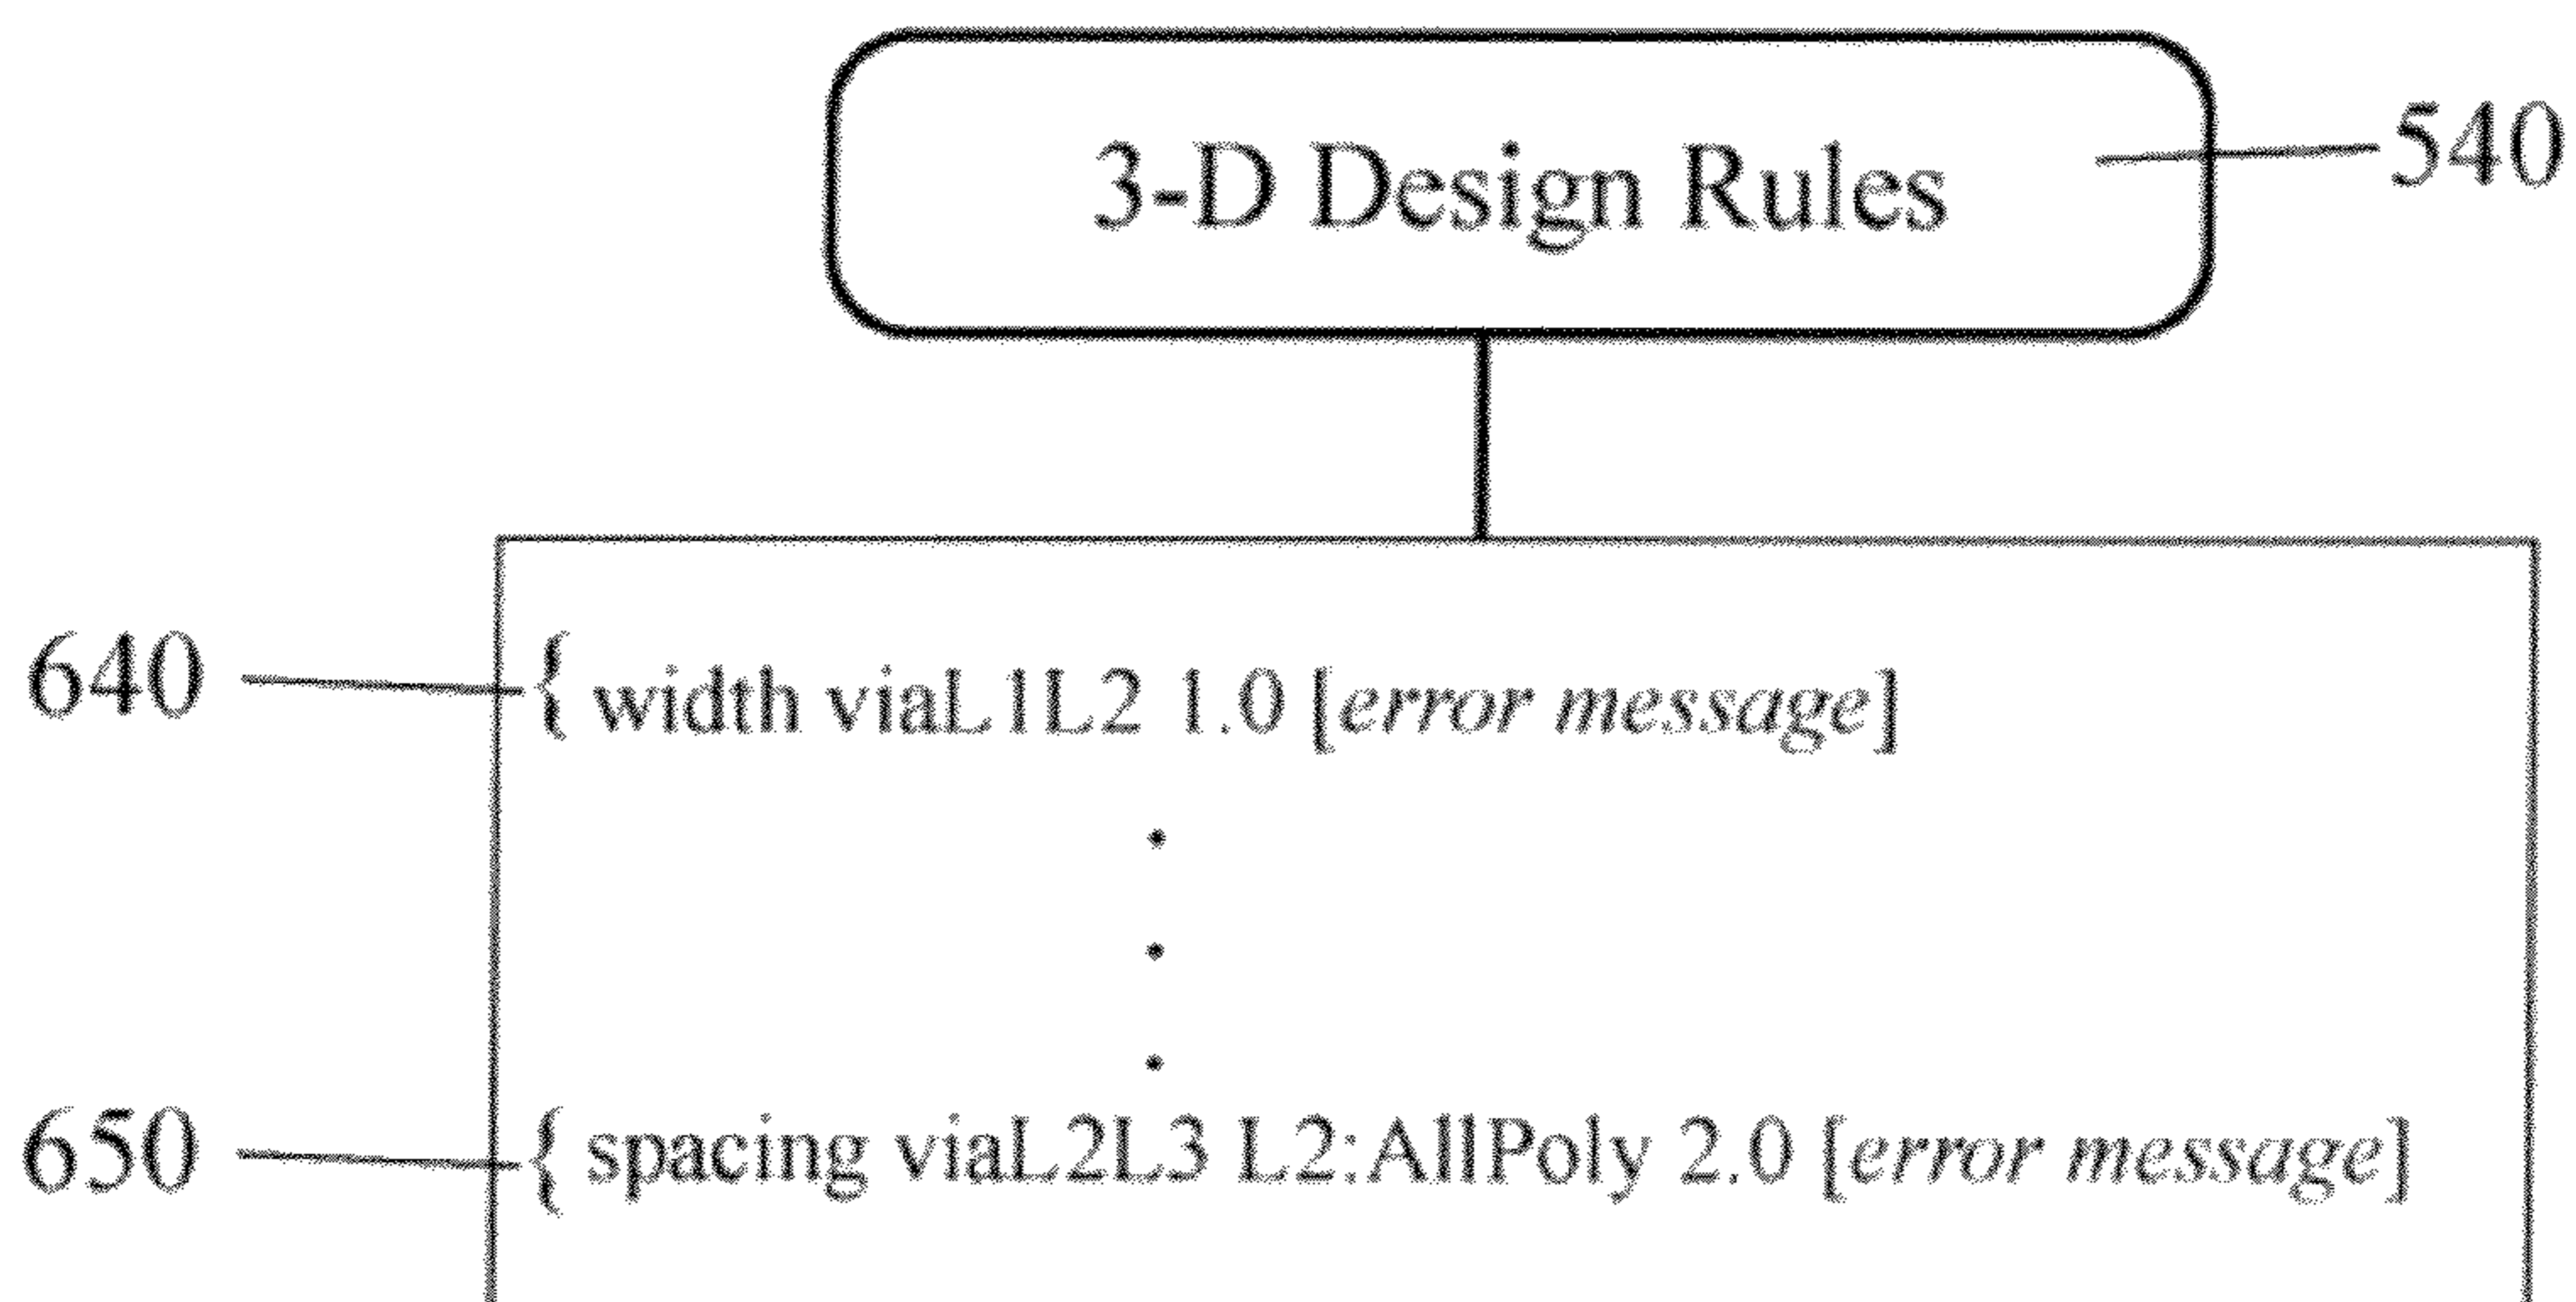 3-D Design Rules
540
640
{ width viaL1L2 1.0 [error message]
.
.
.
650
{ spacing viaL2L3 L2:AllPoly 2.0 [error message]